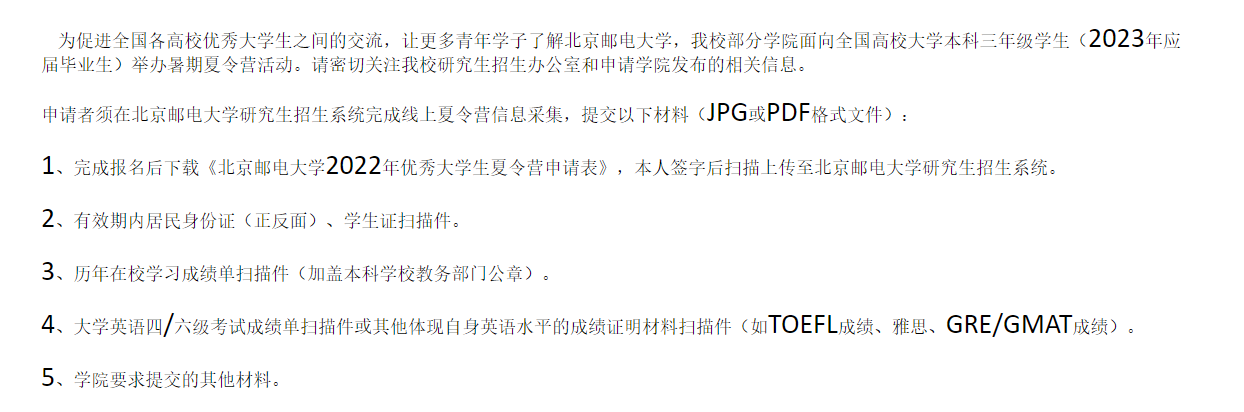 为促进全国各高校优秀大学生之间的交流，让更多青年学子了解北京邮电大学，我校部分学院面向全国高校大学本科三年级学生（2023年应
届毕业生）举办暑期夏令营活动。请密切关注我校研究生招生办公室和申请学院发布的相关信息。
申请者须在北京邮电大学研究生招生系统完成线上夏令营信息采集，提交以下材料（JPG或PDF格式文件）：
1、完成报名后下载《北京邮电大学2022年优秀大学生夏令营申请表》，本人签字后扫描上传至北京邮电大学研究生招生系统。
2、有效期内居民身份证（正反面）、学生证扫描件。
3、历年在校学习成绩单扫描件（加盖本科学校教务部门公章）。
4、大学英语四/六级考试成绩单扫描件或其他体现自身英语水平的成绩证明材料扫描件（如TOEFL成绩、雅思、GRE/GMAT成绩）。
5、学院要求提交的其他材料。